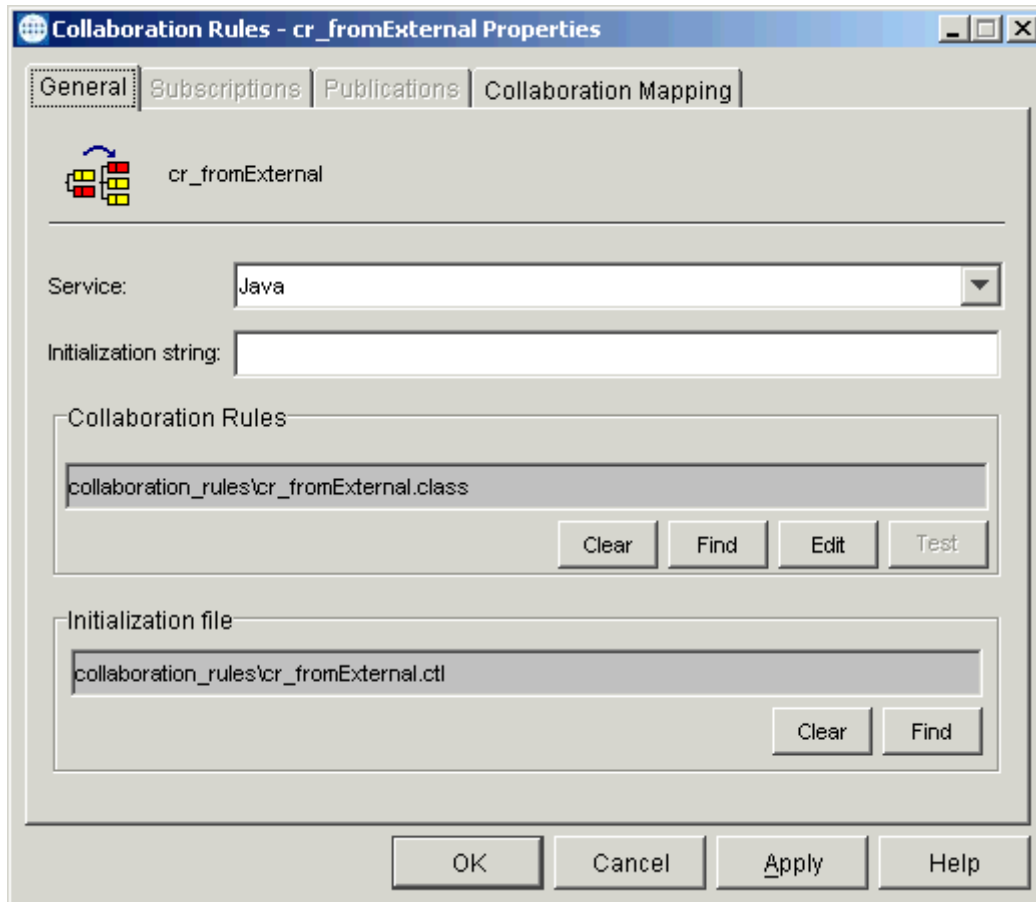 Collaboration Rules - cr_fromExternal Properties
General Subscriptions Publications Collaboration Mapping
cr_fromExternal
Service: Java
Initialization string:
Collaboration Rules
collaboration_rules\cr_fromExternal.class
Clear Find Edit Test
Initialization file
collaboration_rules\cr_fromExternal.ctl
Clear Find
OK Cancel Apply Help